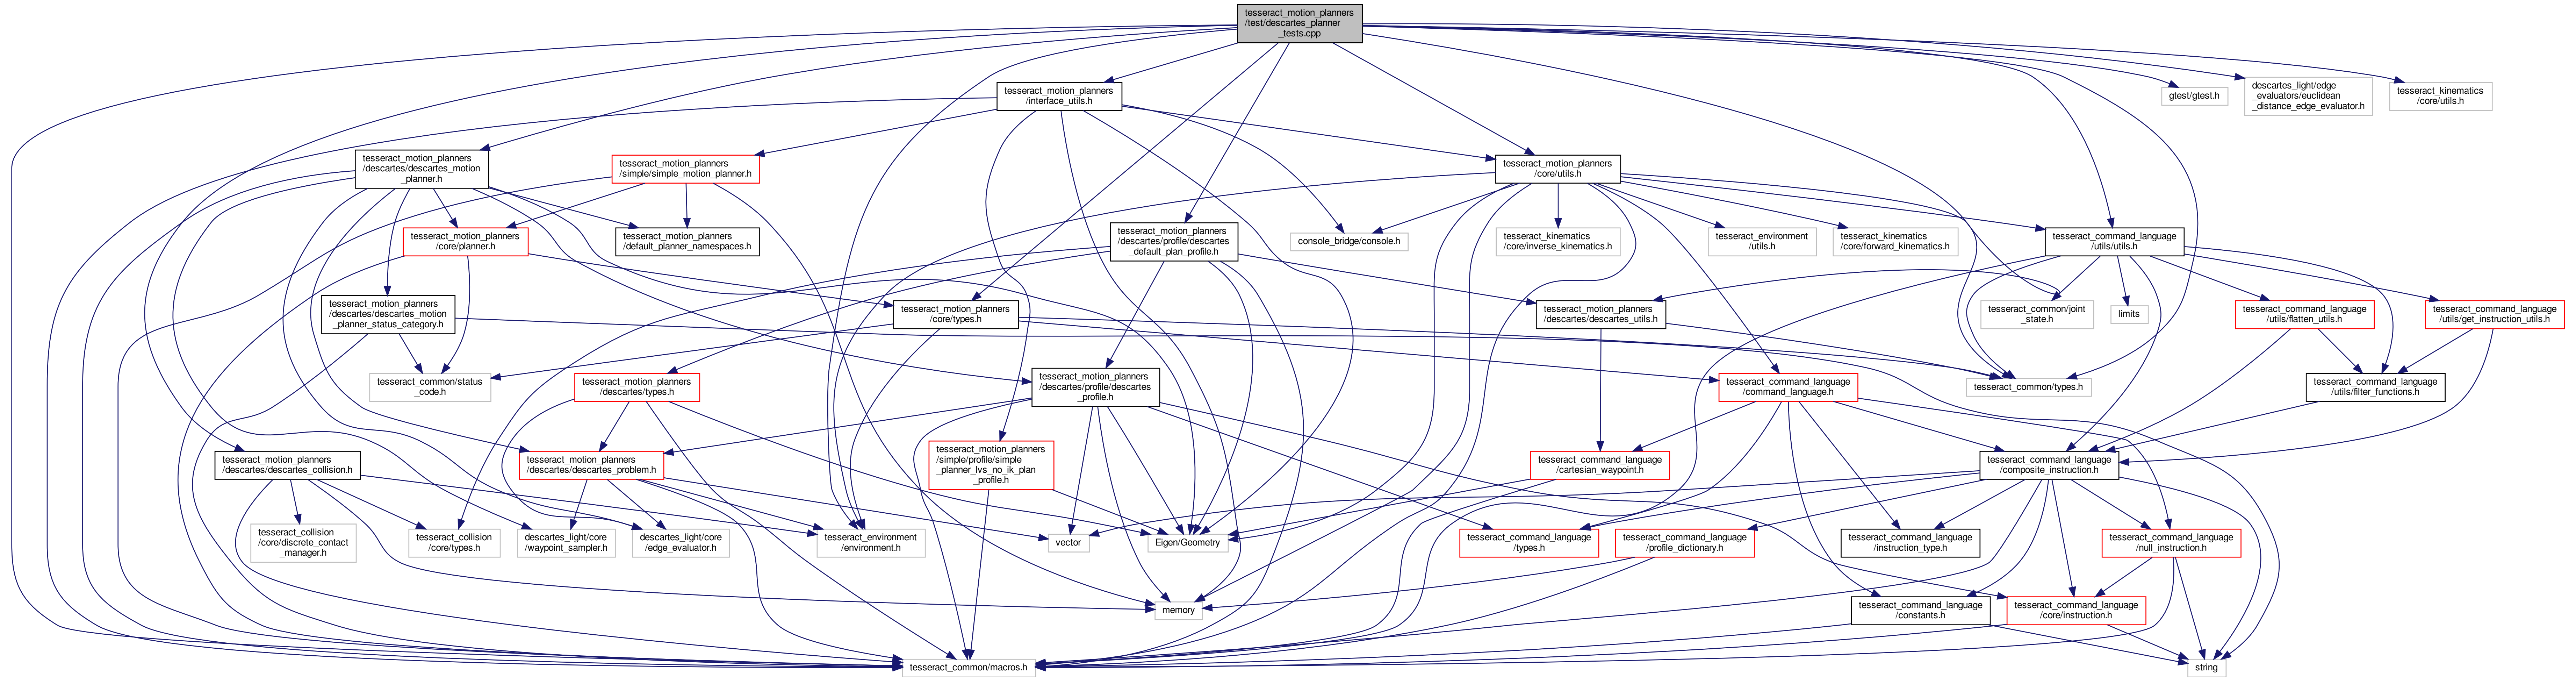 tesseract_motion_planners
/test/descartes_planner
_tests.cpp
tesseract_motion_planners
/interface_utils.h
gtest/gtest.h
descartes_light/edge
_evaluators/euclidean
_distance_edge_evaluator.h
tesseract_kinematics
/core/utils.h
tesseract_motion_planners
/descartes/descartes_motion
_planner.h
tesseract_motion_planners
/simple/simple_motion_planner.h
tesseract_motion_planners
/core/utils.h
tesseract_motion_planners
/core/planner.h
tesseract_motion_planners
/default_planner_namespaces.h
tesseract_motion_planners
/descartes/profile/descartes
_default_plan_profile.h
console_bridge/console.h
tesseract_kinematics
/core/inverse_kinematics.h
tesseract_environment
/utils.h
tesseract_kinematics
/core/forward_kinematics.h
tesseract_command_language
/utils/utils.h
tesseract_motion_planners
/descartes/descartes_motion
_planner_status_category.h
tesseract_motion_planners
/core/types.h
tesseract_motion_planners
/descartes/descartes_utils.h
tesseract_common/joint
_state.h
limits
tesseract_command_language
/utils/flatten_utils.h
tesseract_command_language
/utils/get_instruction_utils.h
tesseract_common/status
_code.h
tesseract_motion_planners
/descartes/types.h
tesseract_motion_planners
/descartes/profile/descartes
_profile.h
tesseract_command_language
/command_language.h
tesseract_common/types.h
tesseract_command_language
/utils/filter_functions.h
tesseract_motion_planners
/descartes/descartes_collision.h
tesseract_motion_planners
/descartes/descartes_problem.h
tesseract_motion_planners
/simple/profile/simple
_planner_lvs_no_ik_plan
_profile.h
tesseract_command_language
/cartesian_waypoint.h
tesseract_command_language
/composite_instruction.h
tesseract_collision
/core/discrete_contact
_manager.h
tesseract_collision
/core/types.h
descartes_light/core
/waypoint_sampler.h
descartes_light/core
/edge_evaluator.h
tesseract_environment
/environment.h
vector
Eigen/Geometry
tesseract_command_language
/types.h
tesseract_command_language
/profile_dictionary.h
tesseract_command_language
/instruction_type.h
tesseract_command_language
/null_instruction.h
memory
tesseract_command_language
/constants.h
tesseract_command_language
/core/instruction.h
tesseract_common/macros.h
string